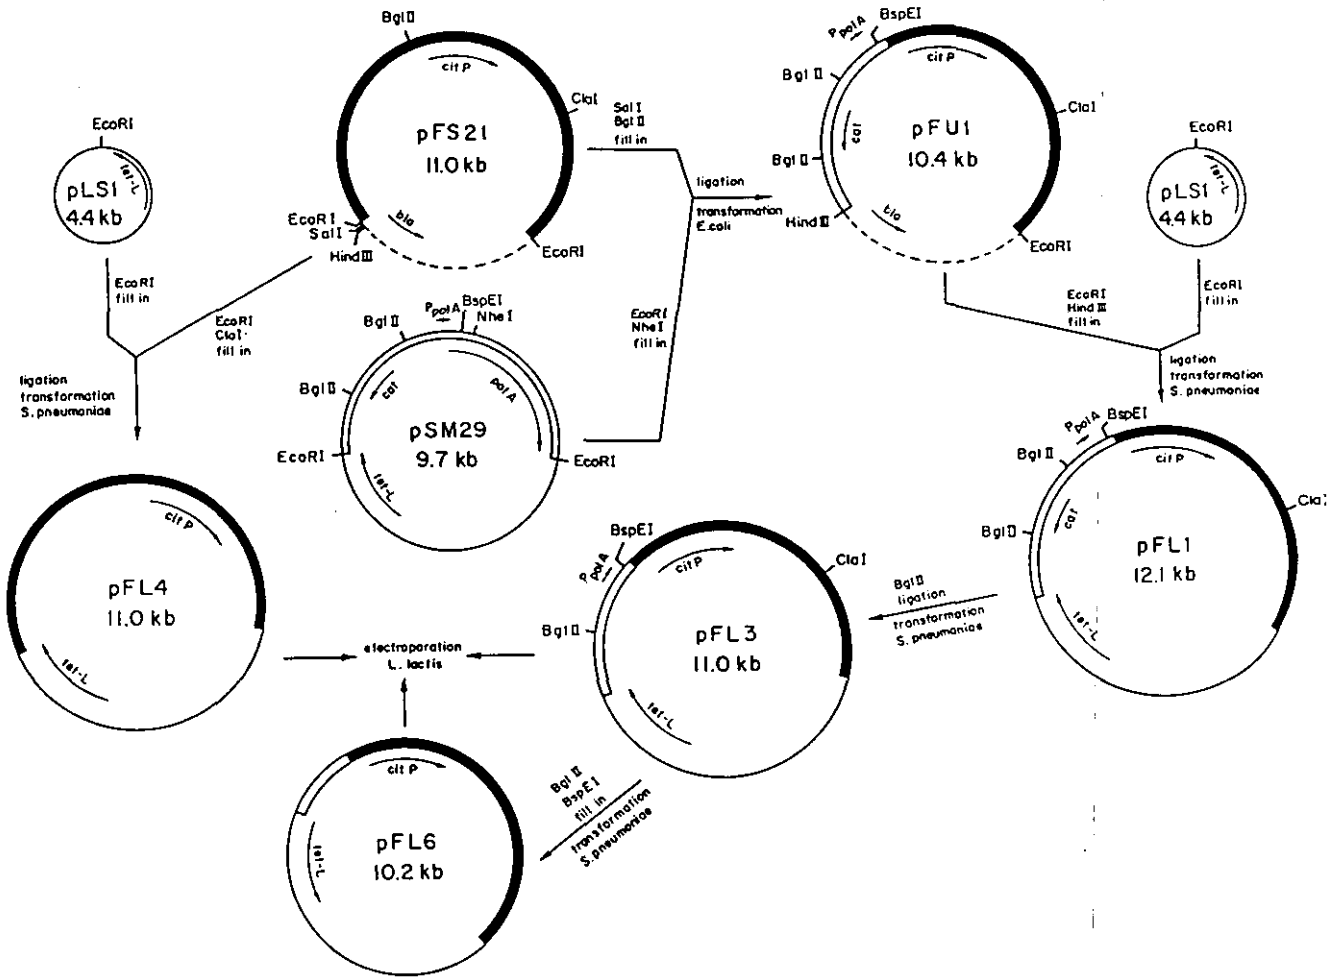 EcoRI
tet-L
pLS1
4.4 kb
EcoRI
fill in
BglII
citP
ClaI
pFS21
11.0 kb
EcoRI
SalI
HindIII
bla
EcoRI
SalI
BglII
fill in
ligation
transformation
E.coli
PpolA
BspEI
citP
BglII
ClaI
cat
pFU1
10.4 kb
BglII
HindIII
bla
EcoRI
EcoRI
tet-L
pLS1
4.4 kb
EcoRI
fill in
EcoRI
HindIII
fill in
ligation
transformation
S. pneumoniae
EcoRI
ClaI
fill in
ligation
transformation
S. pneumoniae
PpolA
BspEI
NheI
BglII
BglII
cat
polA
pSM29
9.7 kb
EcoRI
EcoRI
tet-L
EcoRI
NheI
fill in
PpolA
BspEI
BglII
citP
ClaI
BglII
cat
pFL1
12.1 kb
tet-L
BglII
ligation
transformation
S. pneumoniae
citP
pFL4
11.0 kb
tet-L
electroporation
L. lactis
PpolA
BspEI
citP
ClaI
BglII
pFL3
11.0 kb
tet-L
BglII
BspEI
fill in
transformation
S. pneumoniae
citP
pFL6
10.2 kb
tet-L